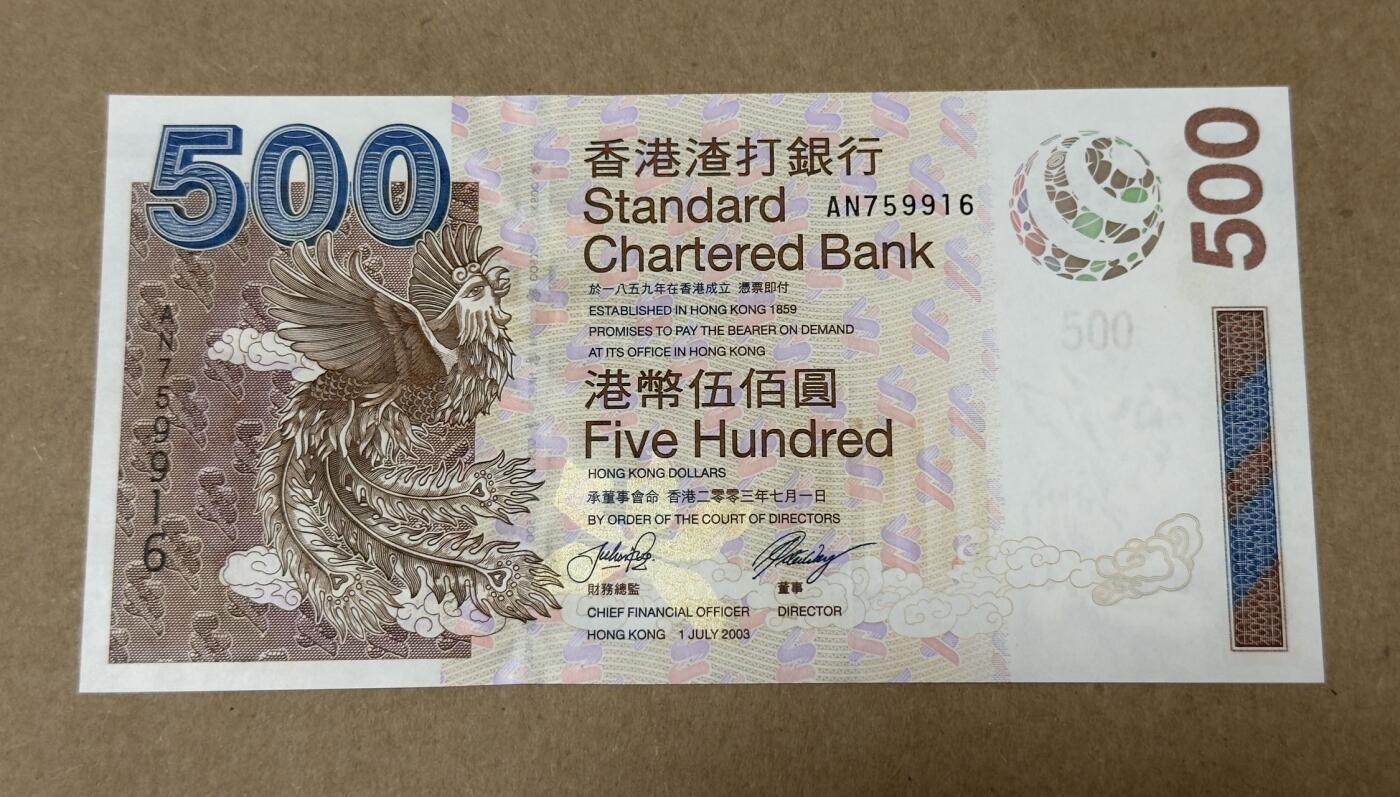 500
AN759916
香港渣打銀行
Standard
AN759916
Chartered Bank
於一八五九年在香港成立 憑票即付
ESTABLISHED IN HONG KONG 1859
PROMISES TO PAY THE BEARER ON DEMAND
AT ITS OFFICE IN HONG KONG
港幣伍佰圓
Five Hundred
HONG KONG DOLLARS
承董事會命 香港二零零三年七月一日
BY ORDER OF THE COURT OF DIRECTORS
財務總監 董事
CHIEF FINANCIAL OFFICER DIRECTOR
HONG KONG 1 JULY 2003
500
500